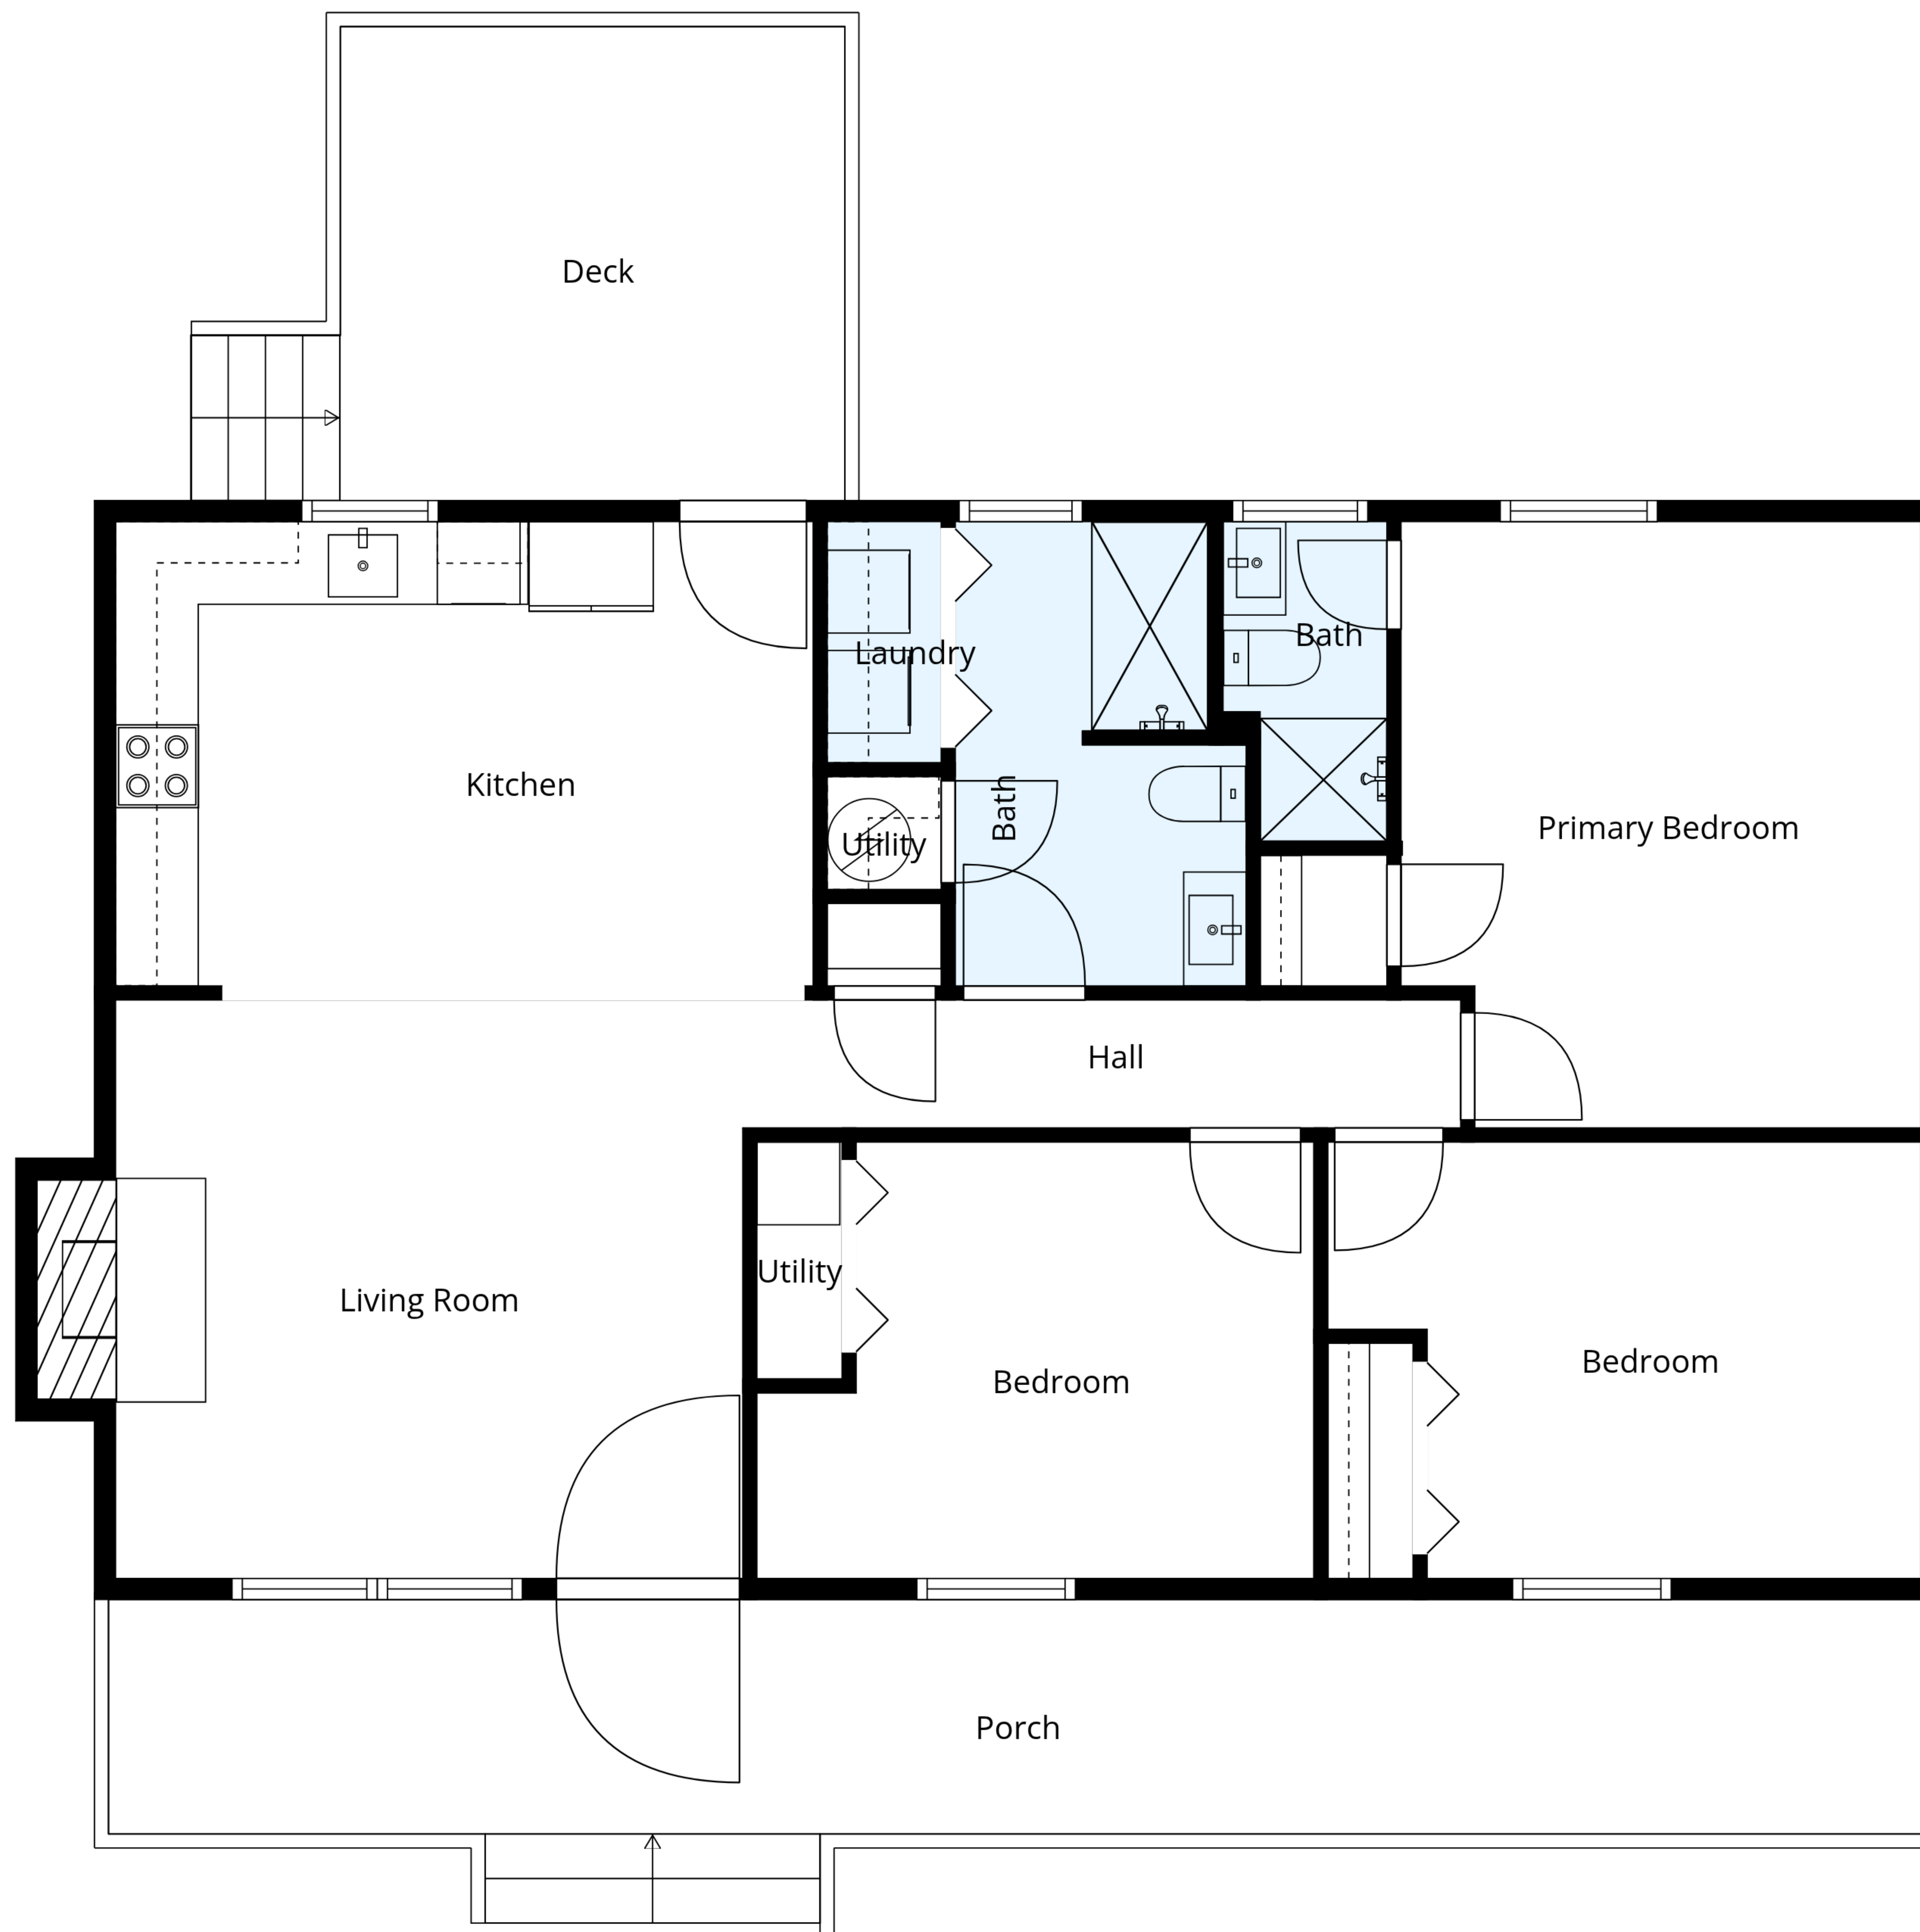 Deck
Laundry
Bath
Kitchen
Bath
Utility
Primary Bedroom
Hall
Living Room
Utility
Bedroom
Bedroom
Porch